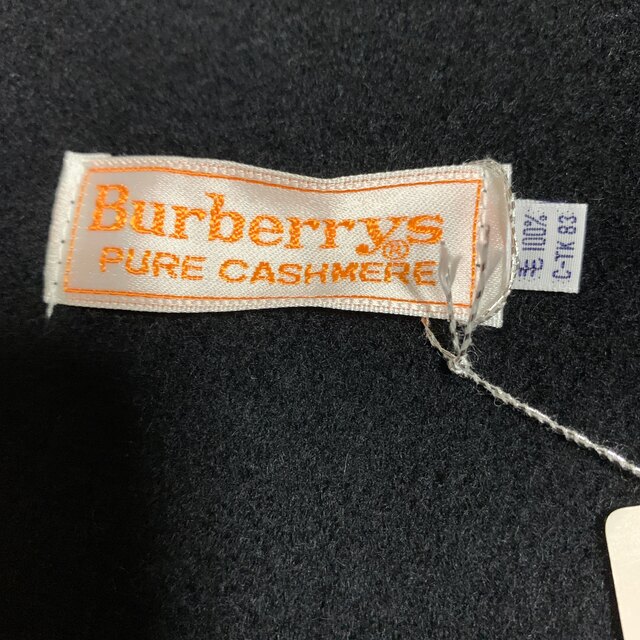 Burberrys®
PURE CASHMERE
毛 100%
C-TK 83